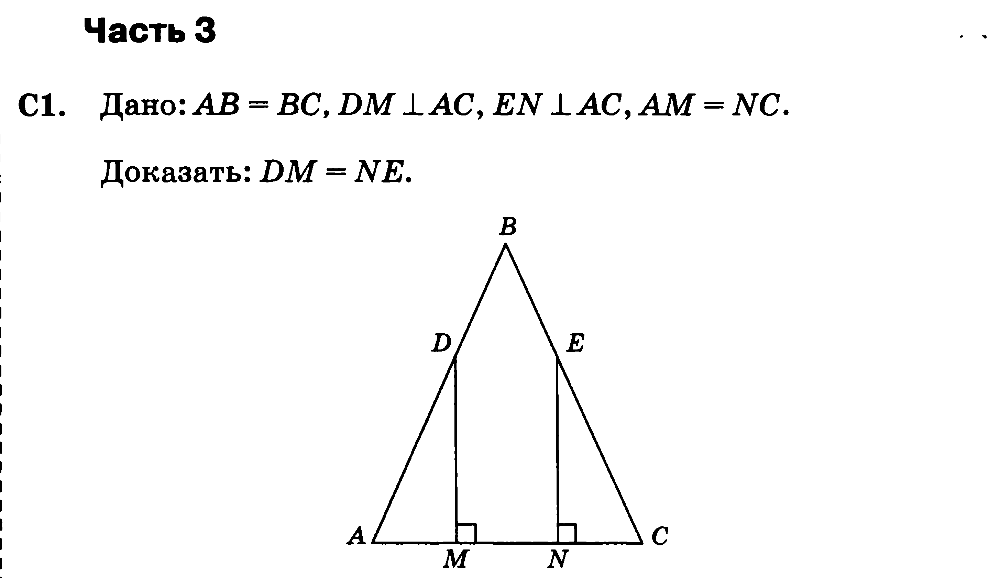 Часть 3
С1. Дано: AB = BC, DM ⊥ AC, EN ⊥ AC, AM = NC.
Доказать: DM = NE.
B
D E
A C
M N